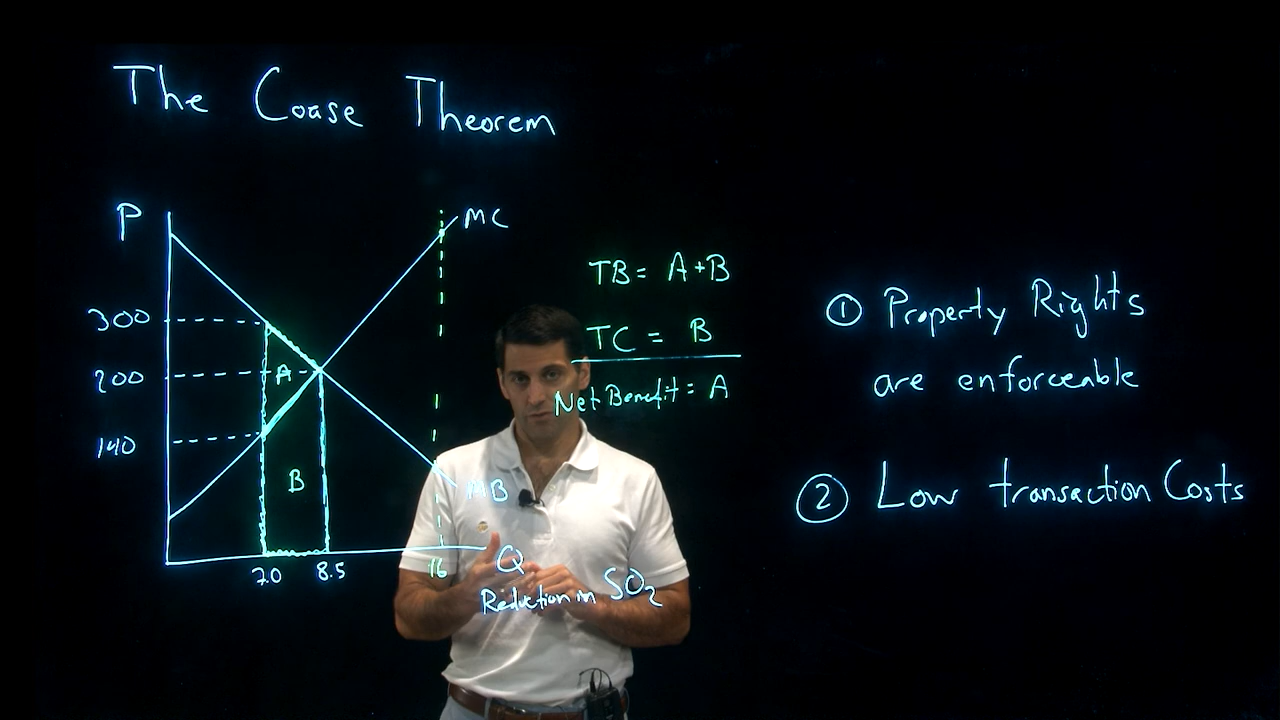 The Coase Theorem
P
MC
300
200
140
A
B
MB
7.0
8.5
16
Q
Reduction in SO2
TB = A+B
TC = B
Net Benefit = A
① Property Rights
are enforceable
② Low transaction Costs